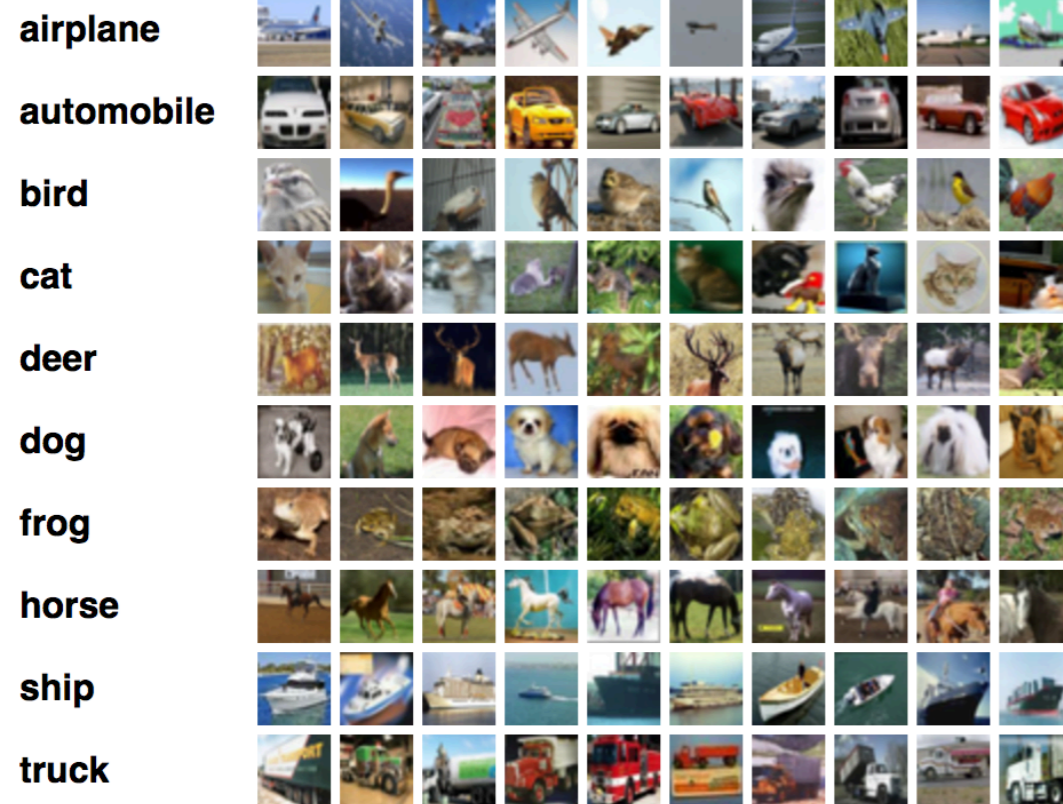 airplane
automobile
bird
cat
deer
dog
frog
horse
ship
truck